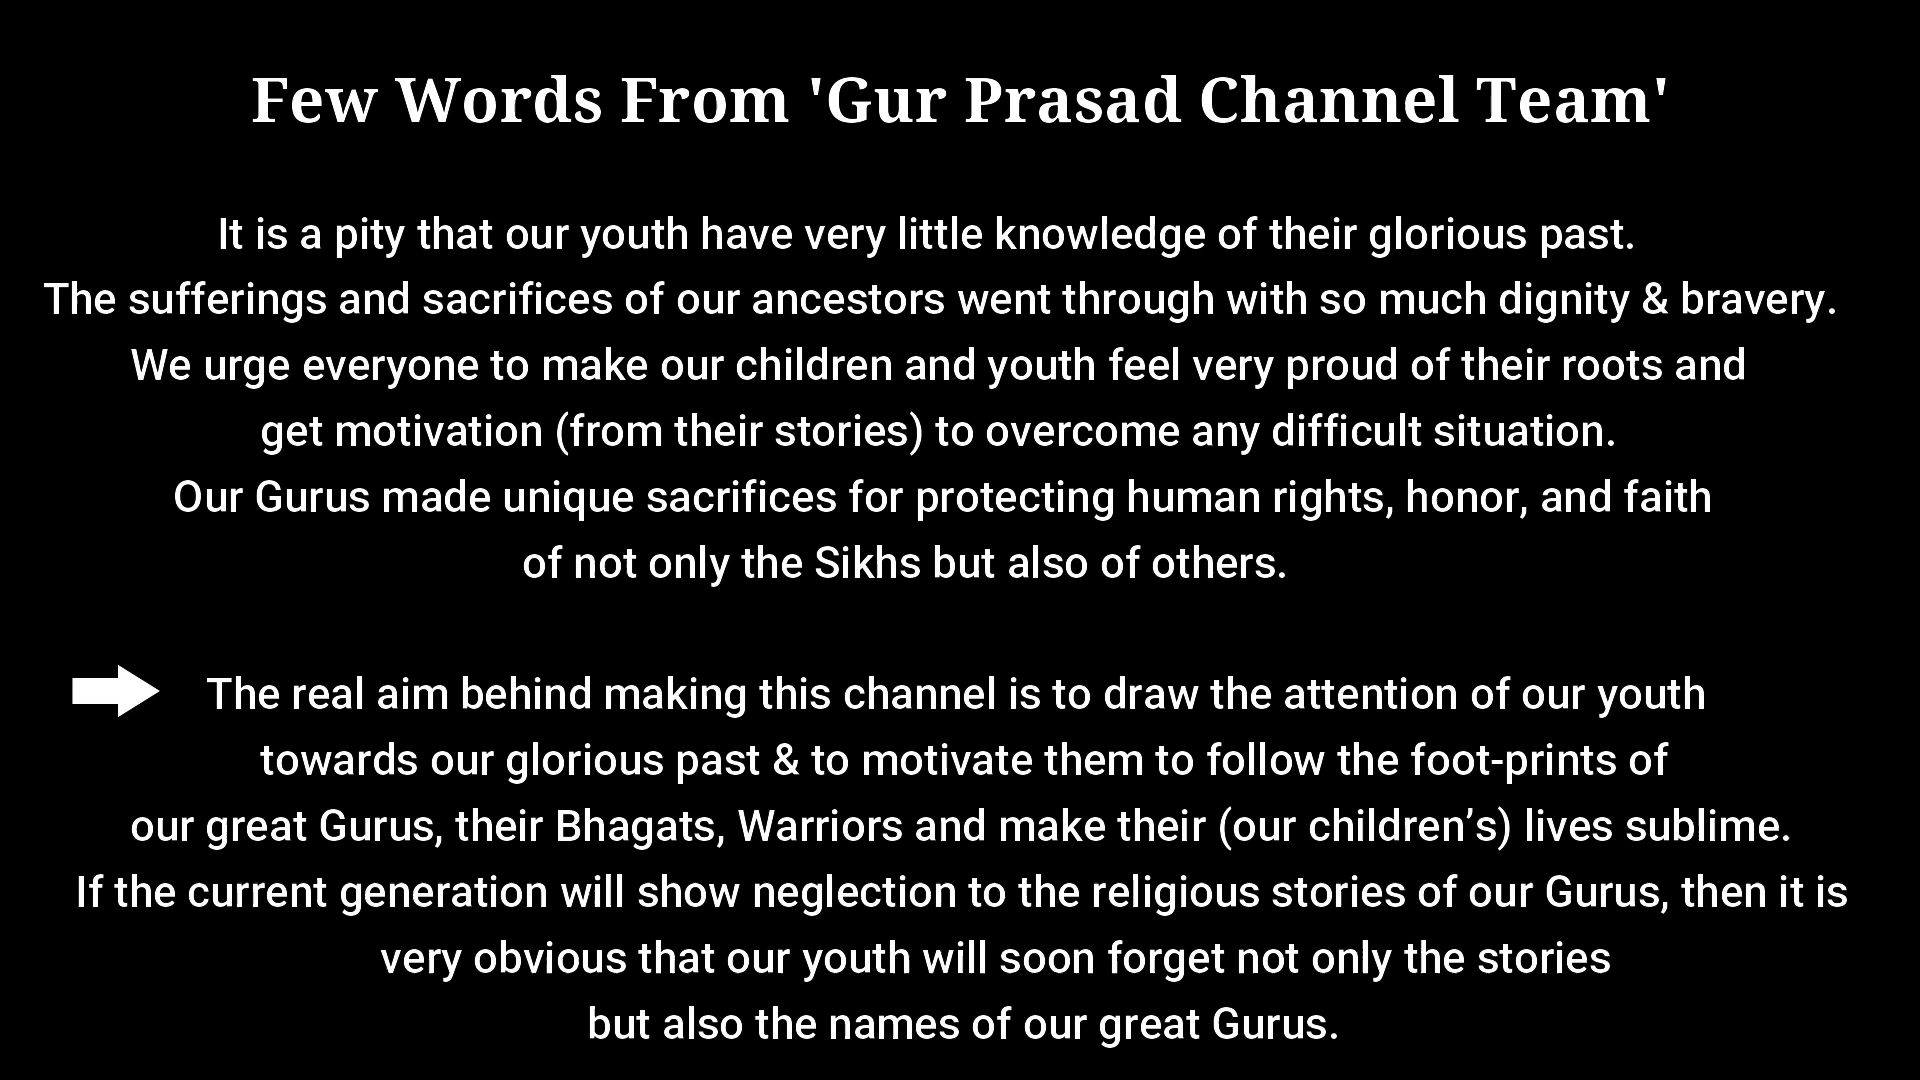 Few Words From 'Gur Prasad Channel Team'
It is a pity that our youth have very little knowledge of their glorious past.
The sufferings and sacrifices of our ancestors went through with so much dignity & bravery.
We urge everyone to make our children and youth feel very proud of their roots and
get motivation (from their stories) to overcome any difficult situation.
Our Gurus made unique sacrifices for protecting human rights, honor, and faith
of not only the Sikhs but also of others.
The real aim behind making this channel is to draw the attention of our youth
towards our glorious past & to motivate them to follow the foot-prints of
our great Gurus, their Bhagats, Warriors and make their (our children’s) lives sublime.
If the current generation will show neglection to the religious stories of our Gurus, then it is
very obvious that our youth will soon forget not only the stories
but also the names of our great Gurus.